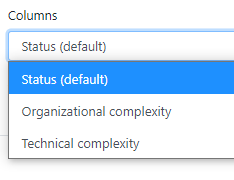 Columns
Status (default)
Status (default)
Organizational complexity
Technical complexity